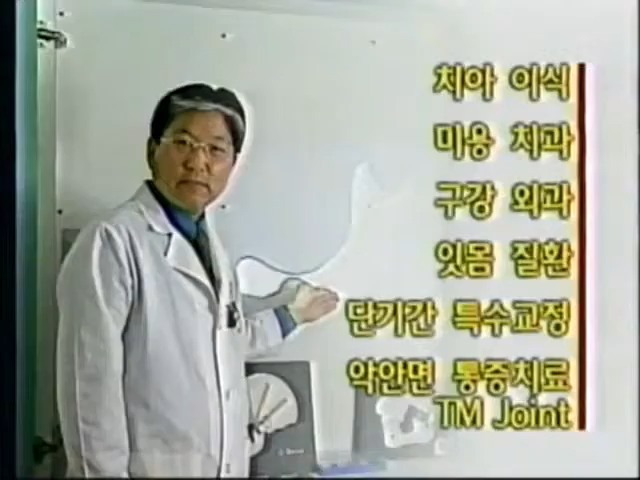 치아 이식
미용 치과
구강 외과
잇몸 질환
단기간 특수교정
악안면 통증치료
TM Joint